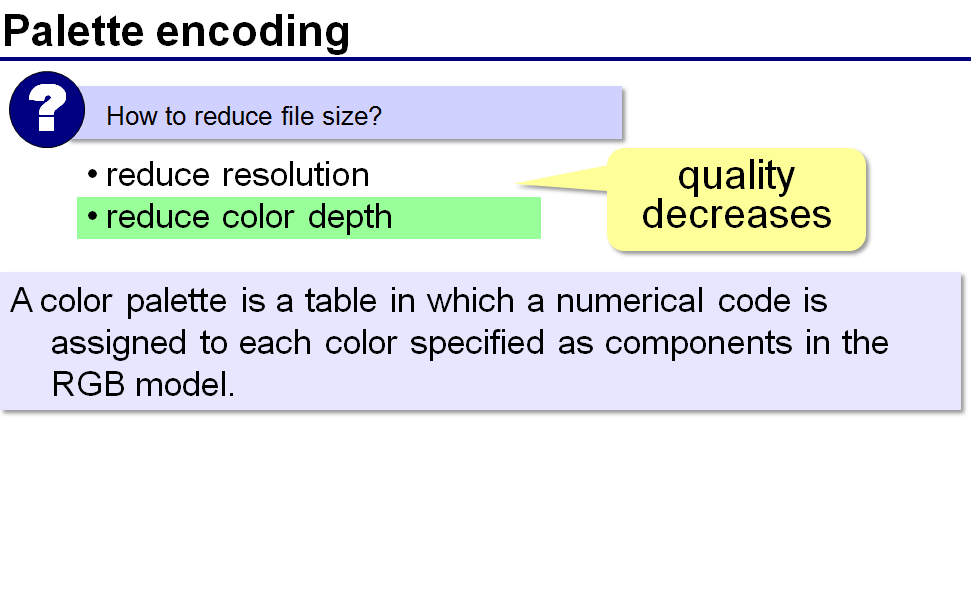 Palette encoding
?
How to reduce file size?
• reduce resolution
• reduce color depth
quality
decreases
A color palette is a table in which a numerical code is
assigned to each color specified as components in the
RGB model.